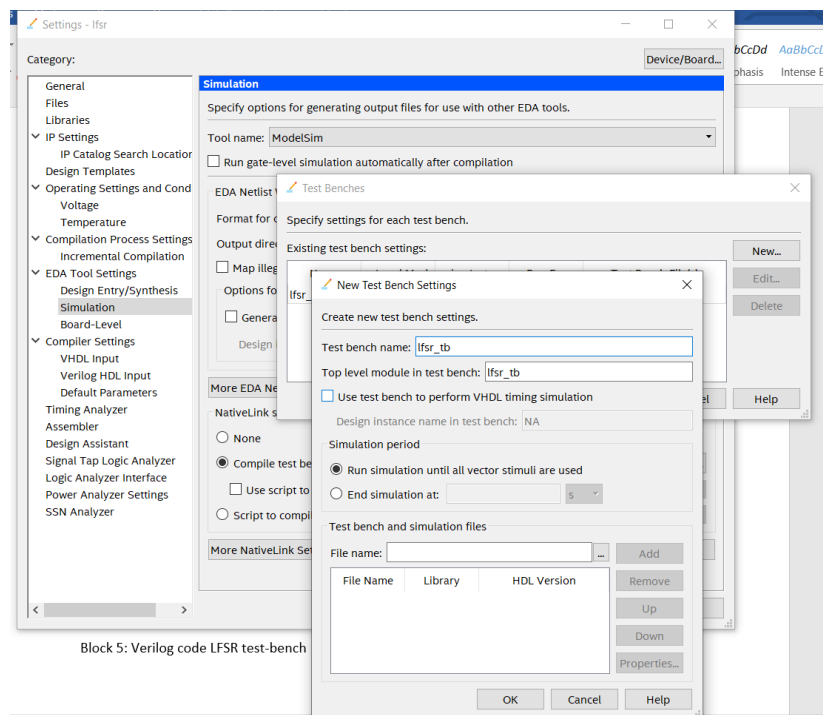 bCcDd AaBbCcD
phasis Intense E
Settings - lfsr
Category:
Device/Board...
General
Files
Libraries
IP Settings
IP Catalog Search Location
Design Templates
Operating Settings and Cond
Voltage
Temperature
Compilation Process Settings
Incremental Compilation
EDA Tool Settings
Design Entry/Synthesis
Simulation
Board-Level
Compiler Settings
VHDL Input
Verilog HDL Input
Default Parameters
Timing Analyzer
Assembler
Design Assistant
Signal Tap Logic Analyzer
Logic Analyzer Interface
Power Analyzer Settings
SSN Analyzer
Simulation
Specify options for generating output files for use with other EDA tools.
Tool name: ModelSim
Run gate-level simulation automatically after compilation
EDA Netlist
Format for
Output dire
Map illeg
Options fo
Genera
Design
More EDA Ne
NativeLink s
None
Compile test be
Use script to
Script to compi
More NativeLink Set
Test Benches
Specify settings for each test bench.
Existing test bench settings:
New...
Edit...
Delete
lfsr_
el
Help
New Test Bench Settings
Create new test bench settings.
Test bench name: lfsr_tb
Top level module in test bench: lfsr_tb
Use test bench to perform VHDL timing simulation
Design instance name in test bench: NA
Simulation period
Run simulation until all vector stimuli are used
End simulation at: s
Test bench and simulation files
File name: ... Add
File Name Library HDL Version
Remove
Up
Down
Properties...
OK Cancel Help
Block 5: Verilog code LFSR test-bench